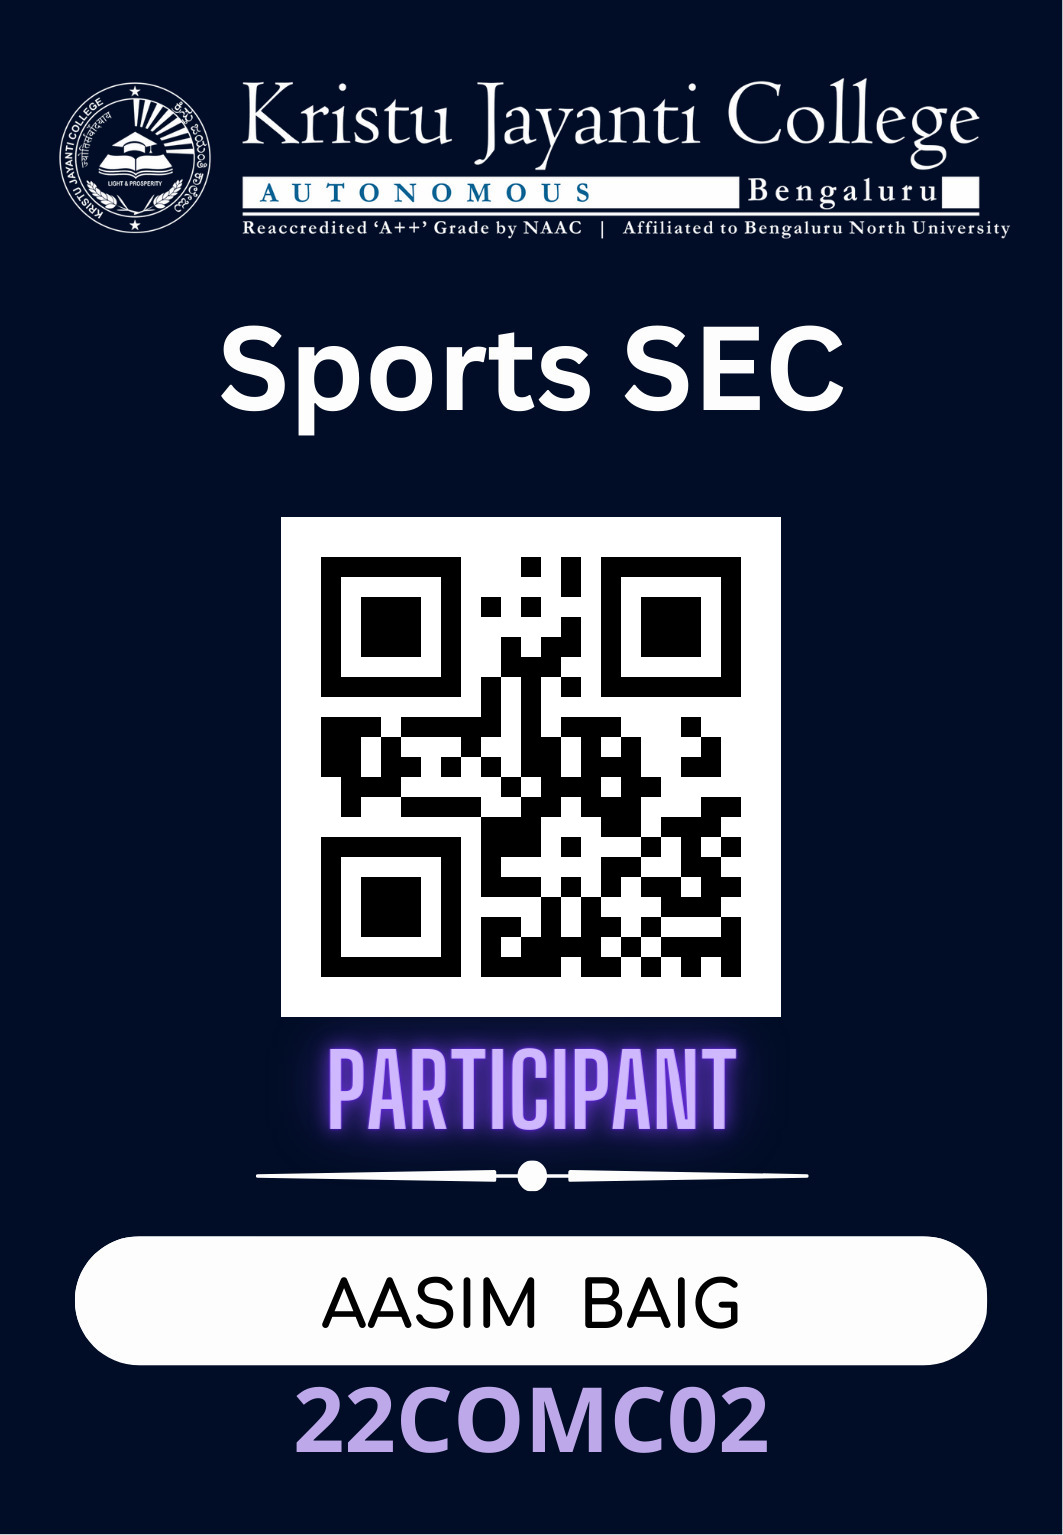 Kristu Jayanti College
AUTONOMOUS Bengaluru
Reaccredited ‘A++’ Grade by NAAC | Affiliated to Bengaluru North University
KRISTU JAYANTI COLLEGE
ಕ್ರಿಸ್ತು ಜಯಂತಿ ಕಾಲೇಜು
LIGHT & PROSPERITY
Sports SEC
PARTICIPANT
AASIM BAIG
22COMC02